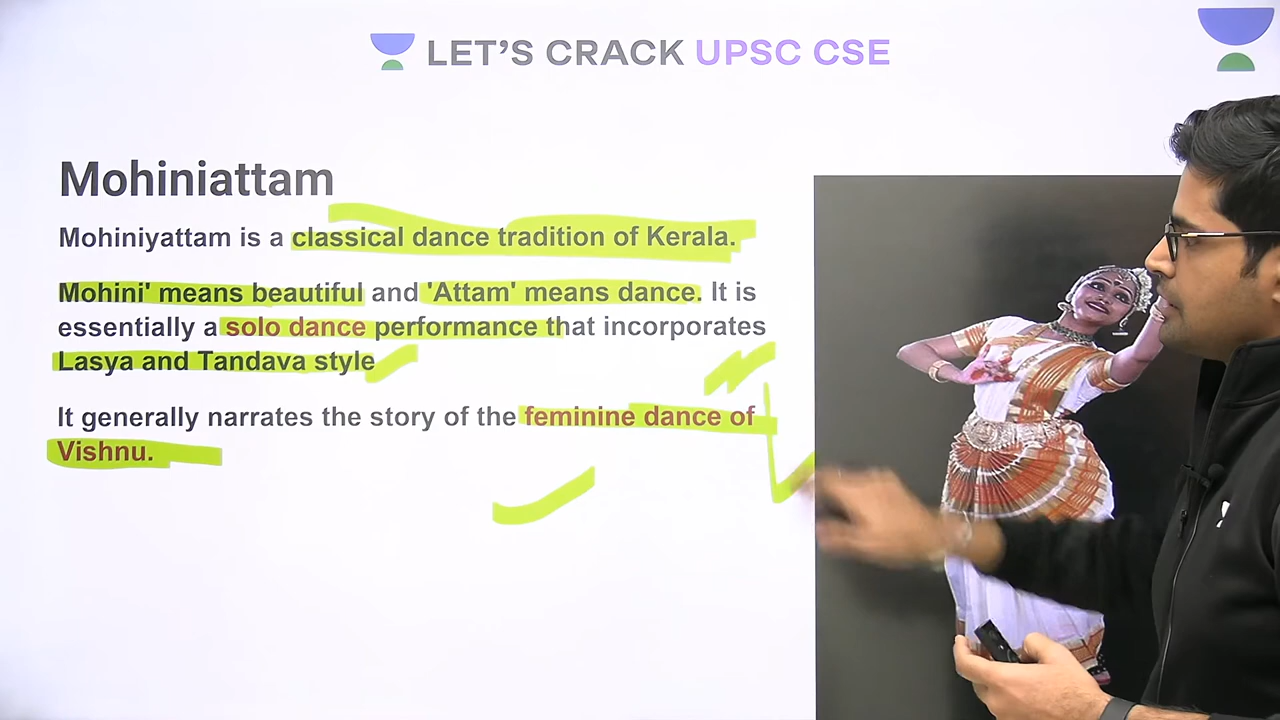 LET'S CRACK UPSC CSE
Mohiniattam
Mohiniyattam is a classical dance tradition of Kerala.
Mohini' means beautiful and 'Attam' means dance. It is
essentially a solo dance performance that incorporates
Lasya and Tandava style
It generally narrates the story of the feminine dance of
Vishnu.